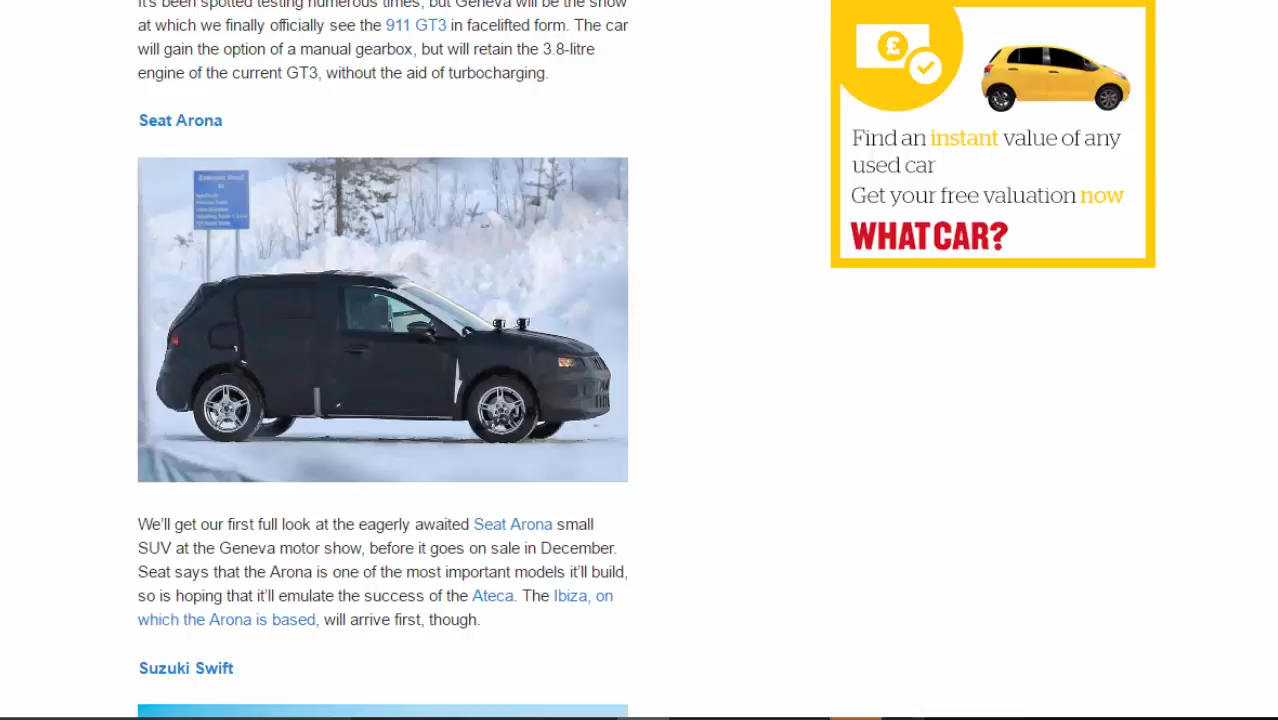 It's been spotted testing numerous times, but Geneva will be the show
at which we finally officially see the 911 GT3 in facelifted form. The car
will gain the option of a manual gearbox, but will retain the 3.8-litre
engine of the current GT3, without the aid of turbocharging.
Seat Arona
We'll get our first full look at the eagerly awaited Seat Arona small
SUV at the Geneva motor show, before it goes on sale in December.
Seat says that the Arona is one of the most important models it'll build,
so is hoping that it'll emulate the success of the Ateca. The Ibiza, on
which the Arona is based, will arrive first, though.
Suzuki Swift
£
Find an instant value of any
used car
Get your free valuation now
WHATCAR?